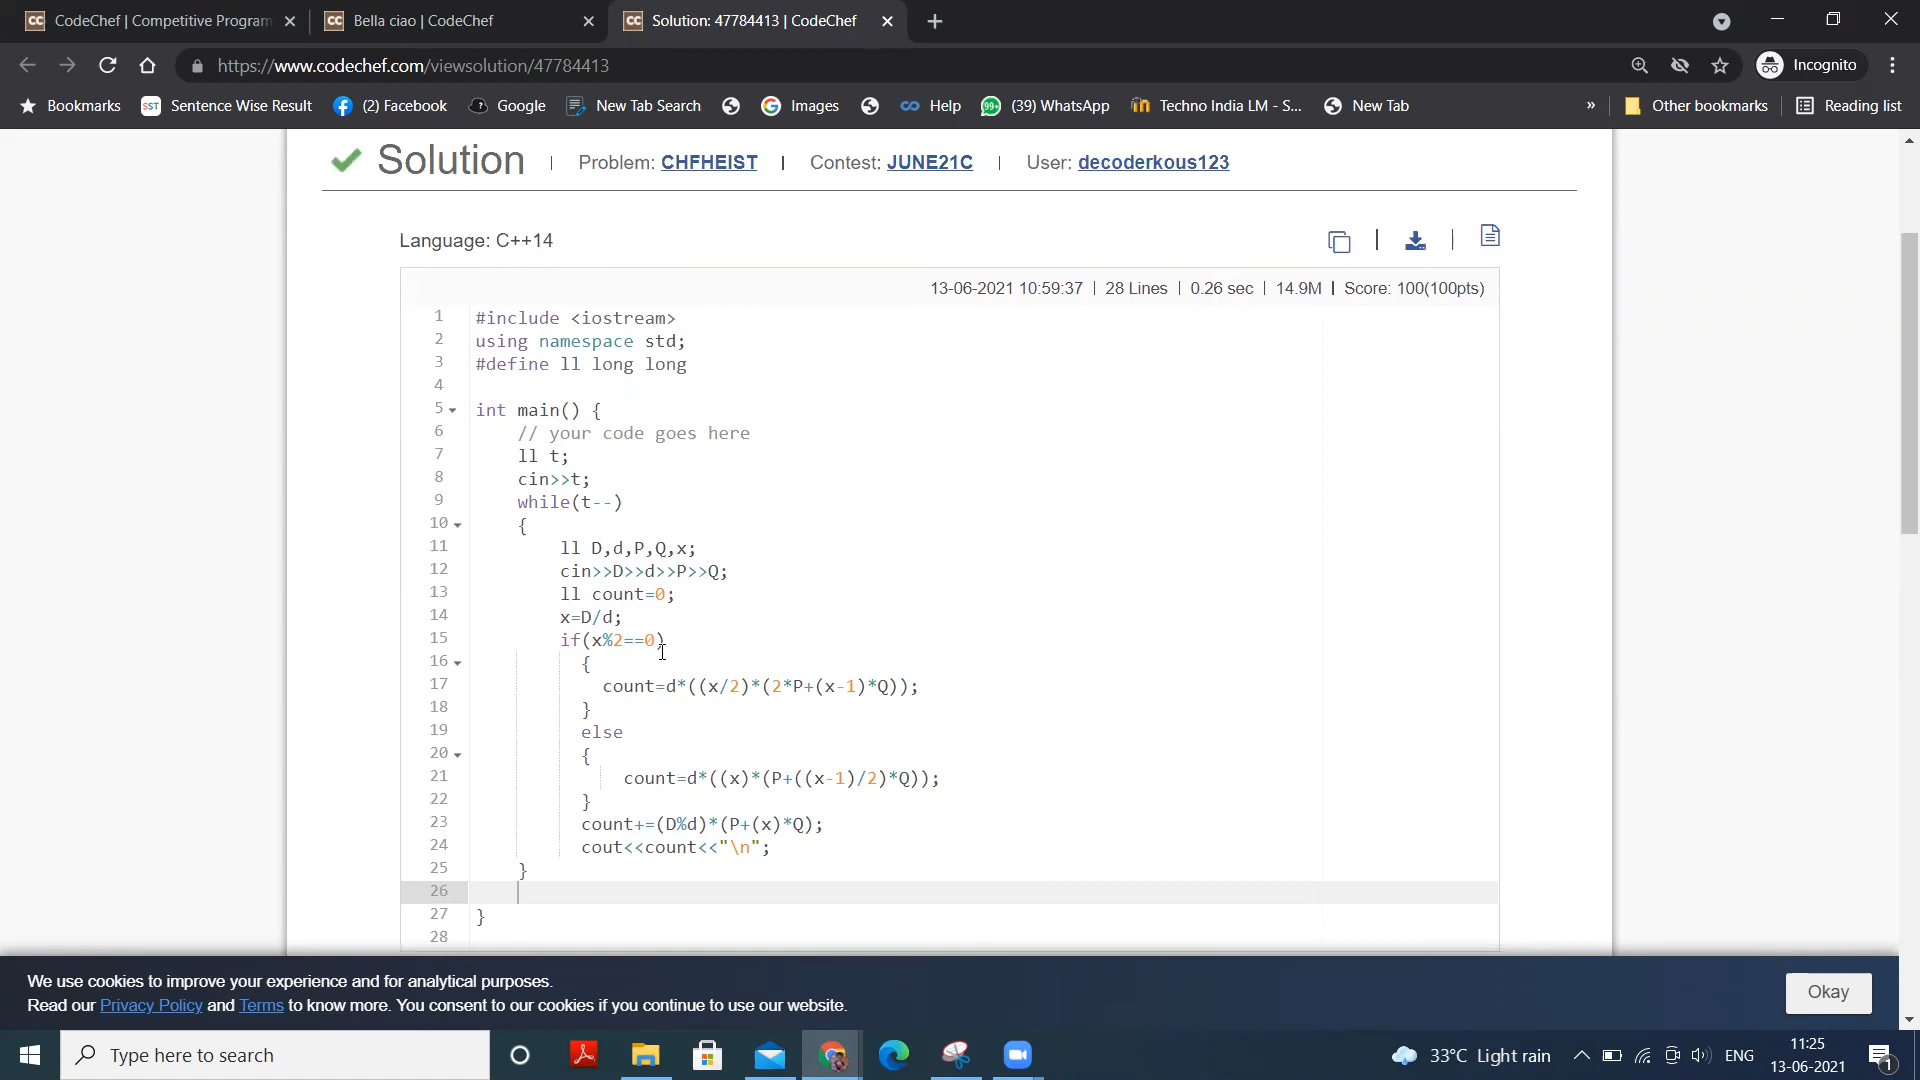 CodeChef | Competitive Program
Bella ciao | CodeChef
Solution: 47784413 | CodeChef
https://www.codechef.com/viewsolution/47784413
Incognito
Bookmarks
SST Sentence Wise Result
(2) Facebook
Google
New Tab Search
Images
Help
99+ (39) WhatsApp
Techno India LM - S...
New Tab
»
Other bookmarks
Reading list
Solution | Problem: CHFHEIST | Contest: JUNE21C | User: decoderkous123
Language: C++14
13-06-2021 10:59:37 | 28 Lines | 0.26 sec | 14.9M | Score: 100(100pts)
1 #include <iostream>
2 using namespace std;
3 #define ll long long
4
5 int main() {
6 // your code goes here
7 ll t;
8 cin>>t;
9 while(t--)
10 {
11 ll D,d,P,Q,x;
12 cin>>D>>d>>P>>Q;
13 ll count=0;
14 x=D/d;
15 if(x%2==0)
16 {
17 count=d*((x/2)*(2*P+(x-1)*Q));
18 }
19 else
20 {
21 count=d*((x)*(P+((x-1)/2)*Q));
22 }
23 count+=(D%d)*(P+(x)*Q);
24 cout<<count<<"\n";
25 }
26
27 }
28
We use cookies to improve your experience and for analytical purposes.
Read our Privacy Policy and Terms to know more. You consent to our cookies if you continue to use our website.
Okay
Type here to search
33°C Light rain
ENG
11:25
13-06-2021
1